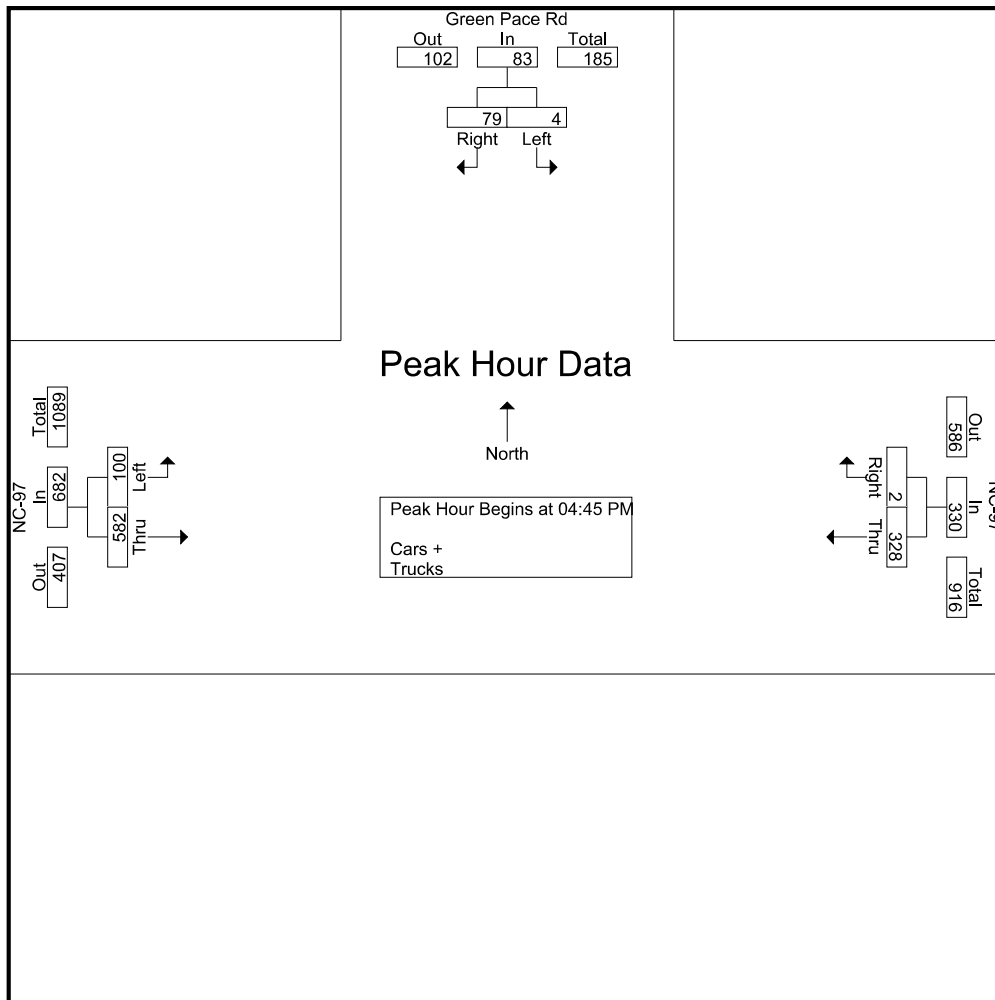 Green Pace Rd
Out In Total
102 83 185
79 4
Right Left
Peak Hour Data
North
Peak Hour Begins at 04:45 PM
Cars +
Trucks
NC-97
Out In Total
407 682 1089
582 100
Thru Left
Out In Total
586 330 916
2 328
Right Thru